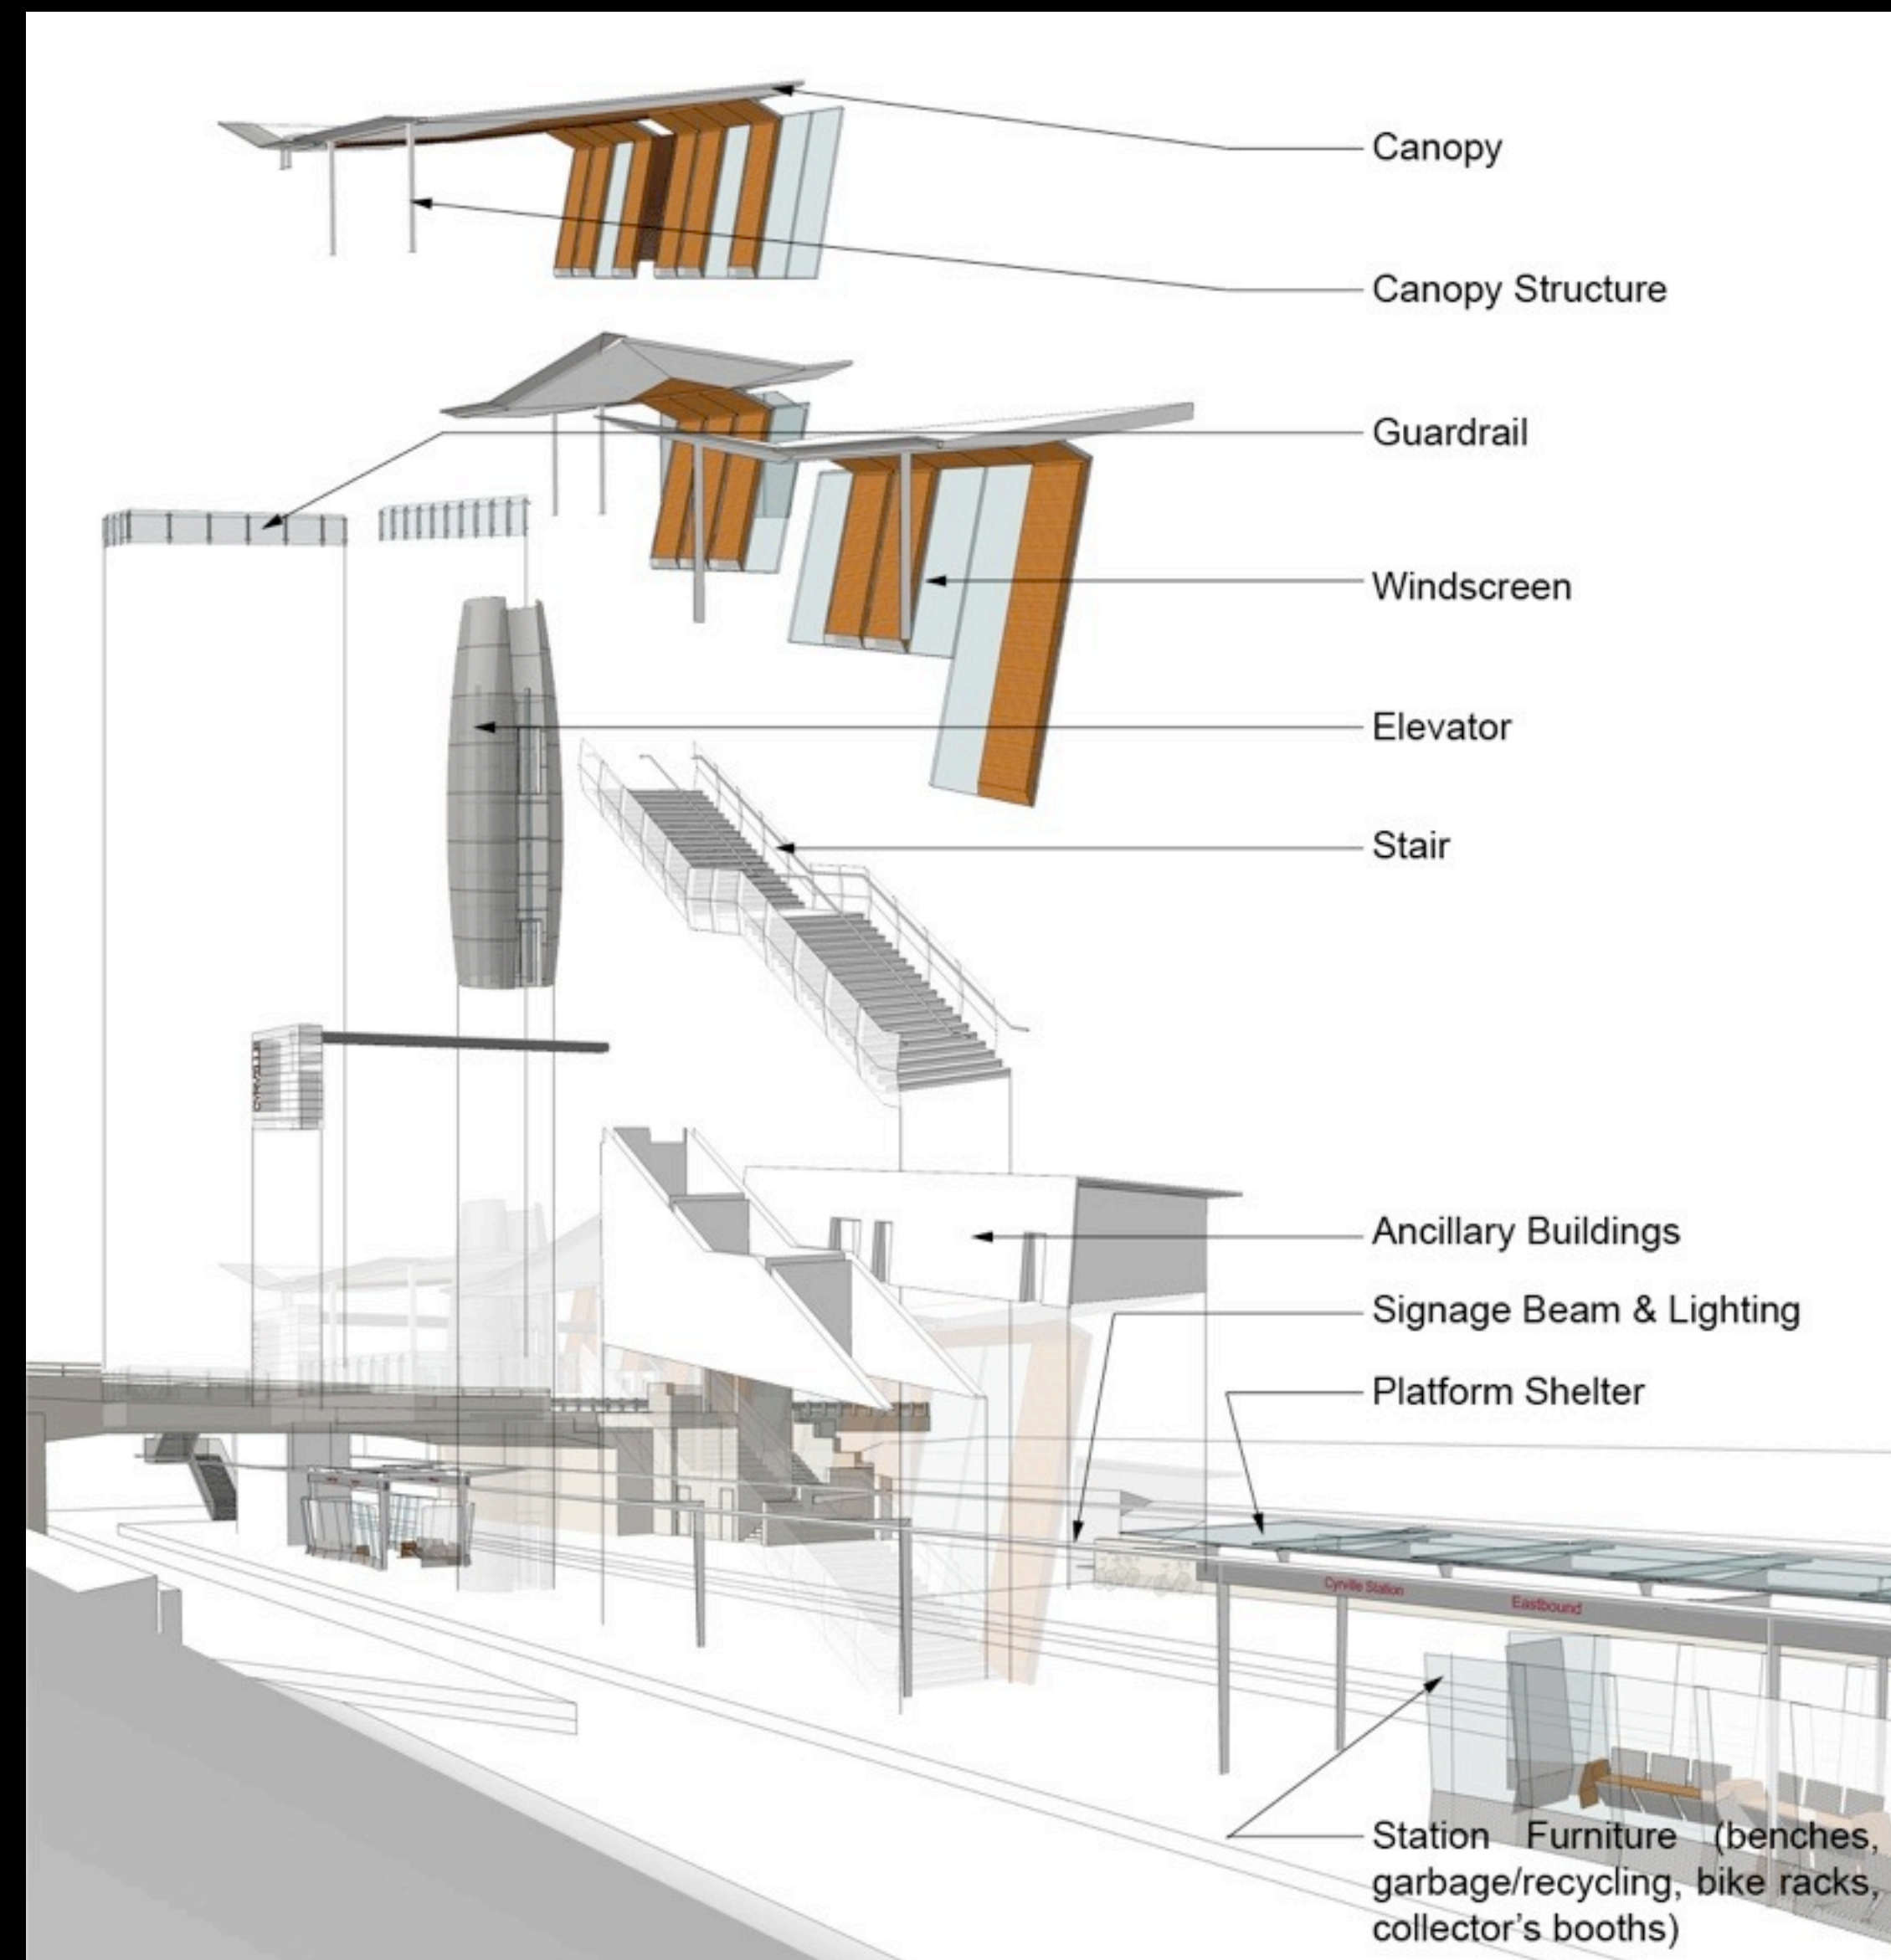 Canopy
Canopy Structure
Guardrail
Windscreen
Elevator
Stair
CYRVILLE
Ancillary Buildings
Signage Beam & Lighting
Platform Shelter
Cyrville Station
Eastbound
Station Furniture (benches,
garbage/recycling, bike racks,
collector's booths)